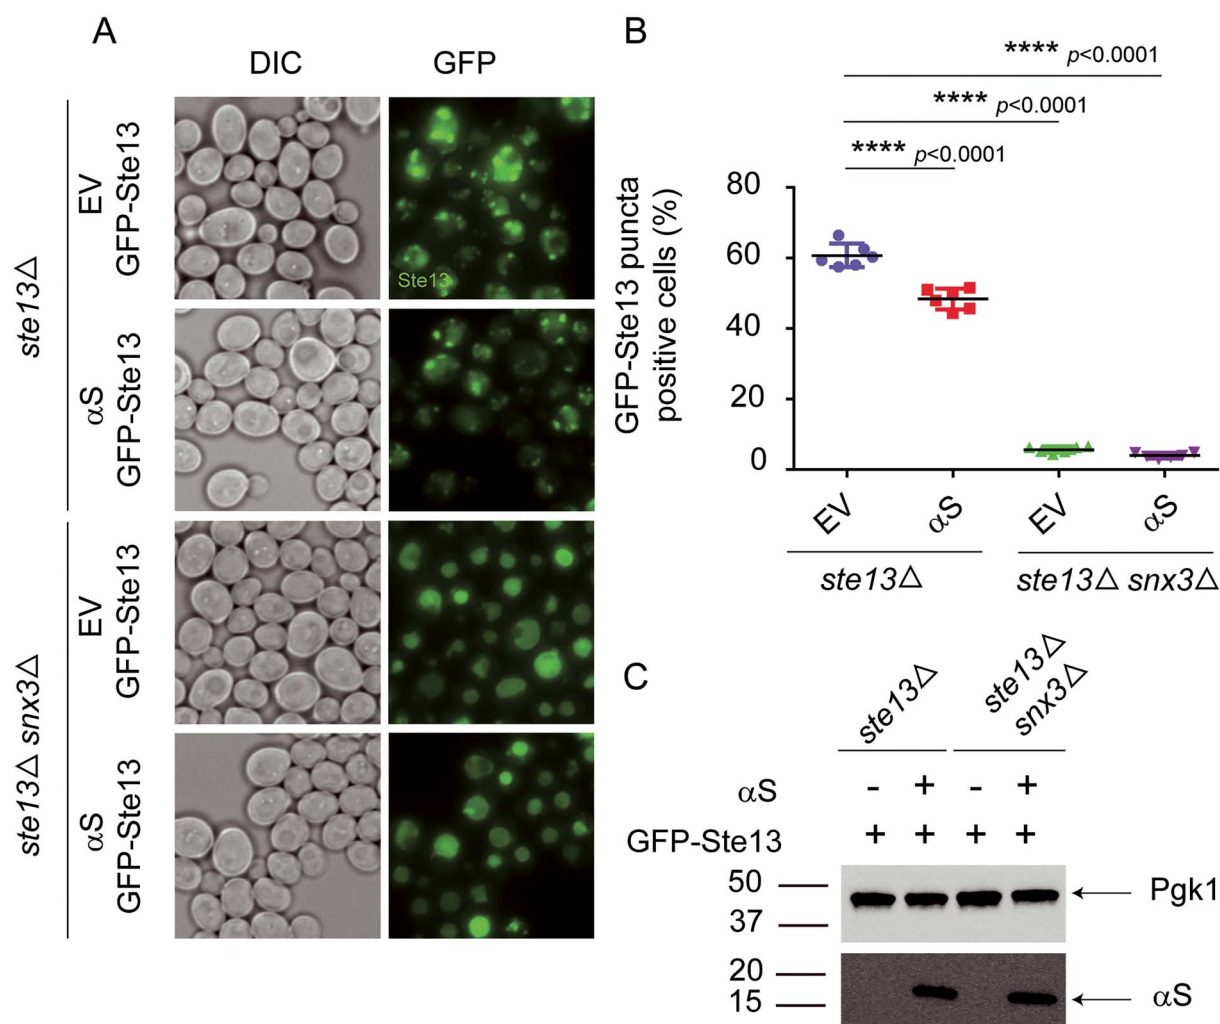 A
DIC GFP
ste13△
EV
GFP-Ste13
Ste13
αS
GFP-Ste13
ste13△ snx3△
EV
GFP-Ste13
αS
GFP-Ste13
B
**** p<0.0001
**** p<0.0001
**** p<0.0001
GFP-Ste13 puncta
positive cells (%)
80
60
40
20
0
EV αS EV αS
ste13△ ste13△ snx3△
C
ste13△ ste13△
snx3△
αS - + - +
GFP-Ste13 + + + +
50
37
Pgk1
20
15
αS